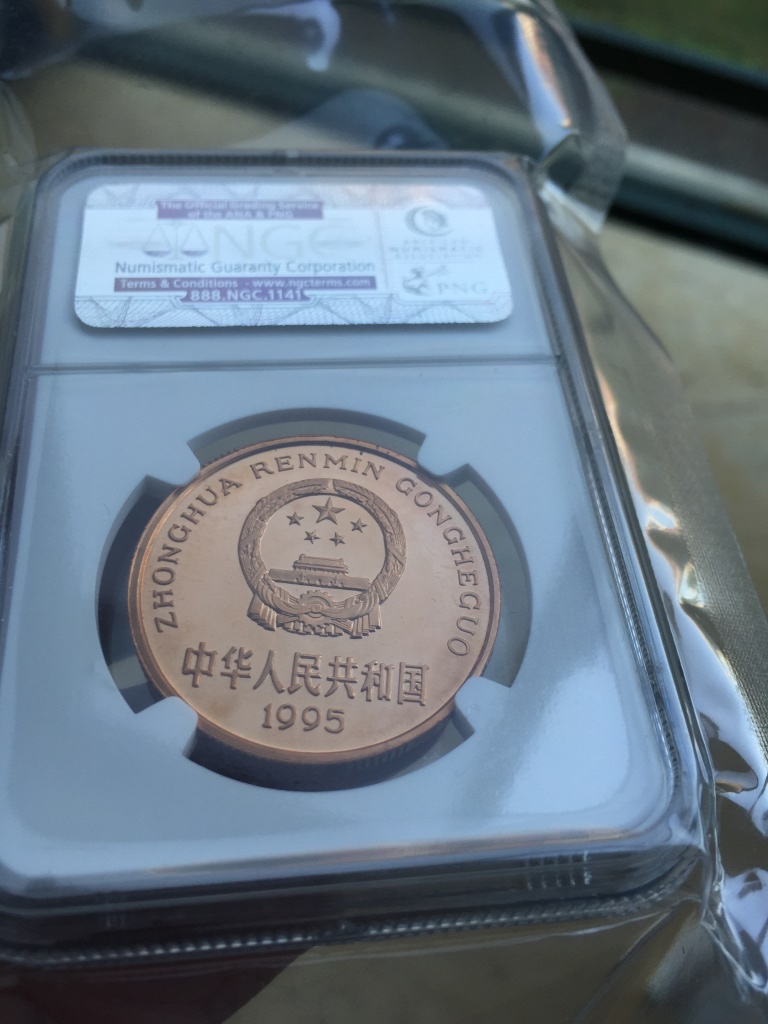 The Official Grading Service
of the ANA & PNG
NGC
Numismatic Guaranty Corporation
Terms & Conditions - www.ngcterms.com
888.NGC.1141
NUMISMATIC
PNG
ZHONGHUA RENMIN GONGHEGUO
中华人民共和国
1995